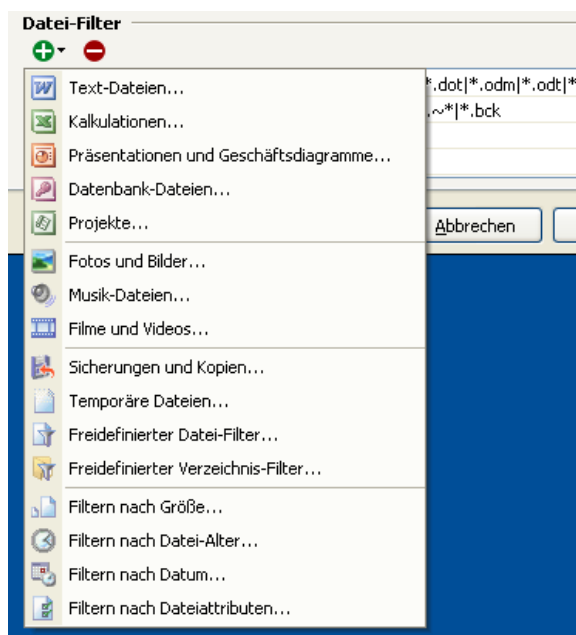 Datei-Filter
Text-Dateien...
*.dot|*.odm|*.odt|*
Kalkulationen...
.~*|*.bck
Präsentationen und Geschäftsdiagramme...
Datenbank-Dateien...
Projekte...
Abbrechen
Fotos und Bilder...
Musik-Dateien...
Filme und Videos...
Sicherungen und Kopien...
Temporäre Dateien...
Freidefinierter Datei-Filter...
Freidefinierter Verzeichnis-Filter...
Filtern nach Größe...
Filtern nach Datei-Alter...
Filtern nach Datum...
Filtern nach Dateiattributen...